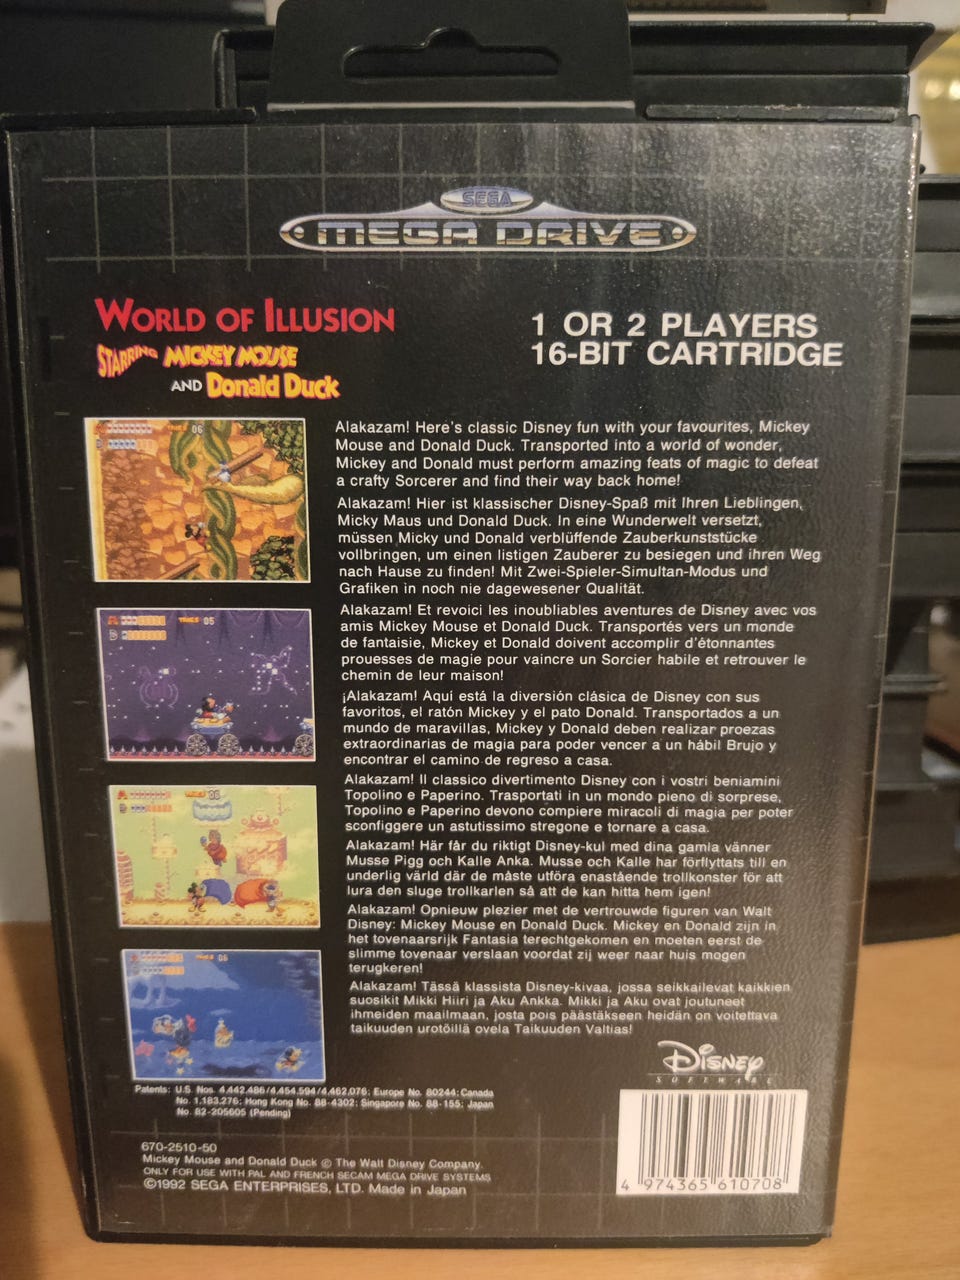 SEGA
MEGA DRIVE
WORLD OF ILLUSION
STARRING MICKEY MOUSE
AND Donald Duck
1 OR 2 PLAYERS
16-BIT CARTRIDGE
TRIES 06
TRIES 05
TRIES 05
TRIES 05
Alakazam! Here's classic Disney fun with your favourites, Mickey
Mouse and Donald Duck. Transported into a world of wonder,
Mickey and Donald must perform amazing feats of magic to defeat
a crafty Sorcerer and find their way back home!
Alakazam! Hier ist klassischer Disney-Spaß mit Ihren Lieblingen,
Micky Maus und Donald Duck. In eine Wunderwelt versetzt,
müssen Micky und Donald verblüffende Zauberkunststücke
vollbringen, um einen listigen Zauberer zu besiegen und ihren Weg
nach Hause zu finden! Mit Zwei-Spieler-Simultan-Modus und
Grafiken in noch nie dagewesener Qualität.
Alakazam! Et revoici les inoubliables aventures de Disney avec vos
amis Mickey Mouse et Donald Duck. Transportés vers un monde
de fantaisie, Mickey et Donald doivent accomplir d'étonnantes
prouesses de magie pour vaincre un Sorcier habile et retrouver le
chemin de leur maison!
¡Alakazam! Aquí está la diversión clásica de Disney con sus
favoritos, el ratón Mickey y el pato Donald. Transportados a un
mundo de maravillas, Mickey y Donald deben realizar proezas
extraordinarias de magia para poder vencer a un hábil Brujo y
encontrar el camino de regreso a casa.
Alakazam! Il classico divertimento Disney con i vostri beniamini
Topolino e Paperino. Trasportati in un mondo pieno di sorprese,
Topolino e Paperino devono compiere miracoli di magia per poter
sconfiggere un astutissimo stregone e tornare a casa.
Alakazam! Här får du riktigt Disney-kul med dina gamla vänner
Musse Pigg och Kalle Anka. Musse och Kalle har förflyttats till en
underlig värld där de måste utföra enastående trollkonster för att
lura den sluge trollkarlen så att de kan hitta hem igen!
Alakazam! Opnieuw plezier met de vertrouwde figuren van Walt
Disney: Mickey Mouse en Donald Duck. Mickey en Donald zijn in
het tovenaarsrijk Fantasia terechtgekomen en moeten eerst de
slimme tovenaar verslaan voordat zij weer naar huis mogen
terugkeren!
Alakazam! Tässä klassista Disney-kivaa, jossa seikkailevat kaikkien
suosikit Mikki Hiiri ja Aku Ankka. Mikki ja Aku ovat joutuneet
ihmeiden maailmaan, josta pois päästäkseen heidän on voitettava
taikuuden urotöillä ovela Taikuuden Valtias!
Disney
SOFTWARE
Patents: U.S. Nos. 4,442,486/4,454,594/4,462,076; Europe No. 80244; Canada
No. 1,183,276; Hong Kong No. 88-4302; Singapore No. 88-155; Japan
No. 82-205605 (Pending)
670-2510-50
Mickey Mouse and Donald Duck © The Walt Disney Company.
ONLY FOR USE WITH PAL AND FRENCH SECAM MEGA DRIVE SYSTEMS
©1992 SEGA ENTERPRISES, LTD. Made in Japan
4 974365 610708